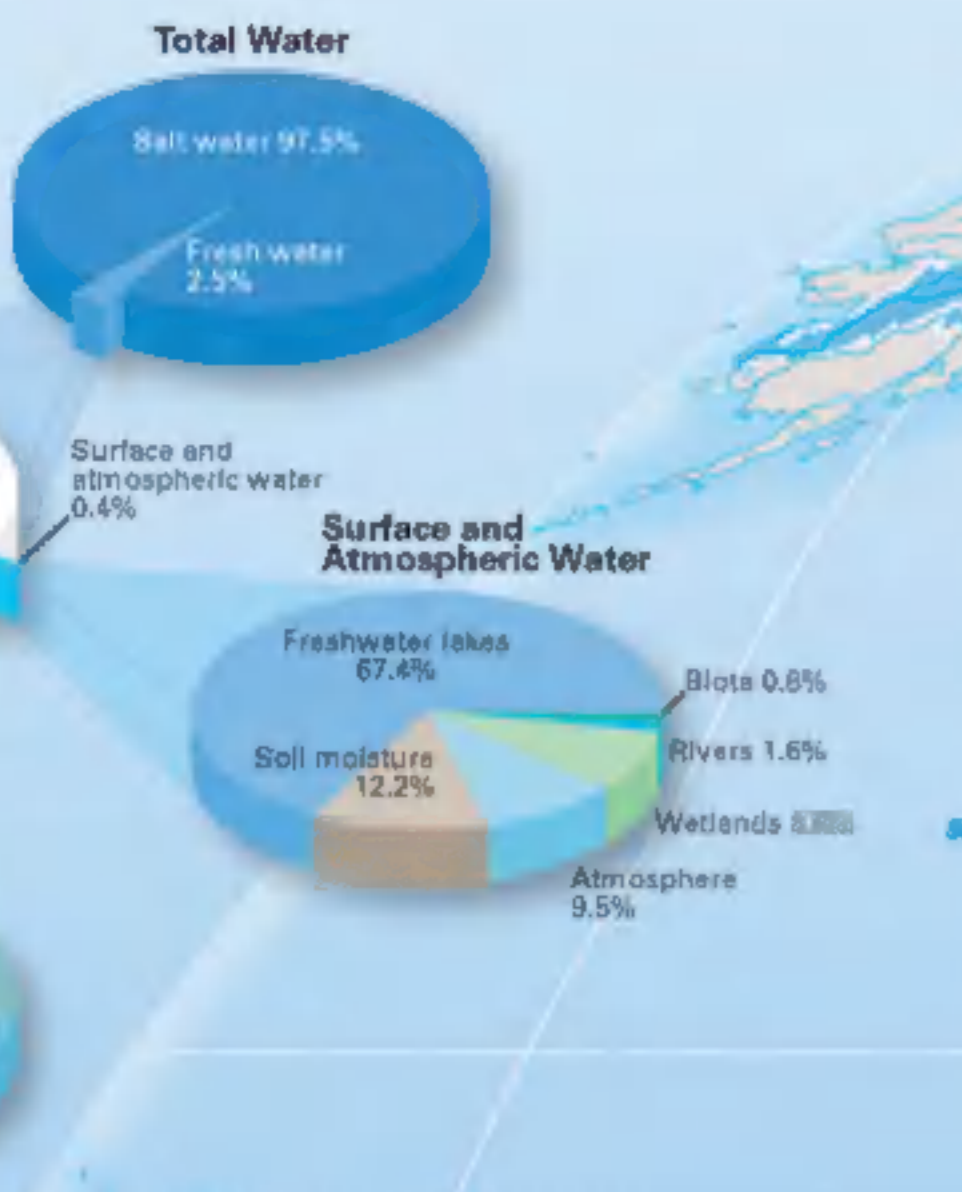 Total Water
Salt water 97.5%
Fresh water
2.5%
Surface and
atmospheric water
0.4%
Surface and
Atmospheric Water
Freshwater lakes
67.4%
Soil moisture
12.2%
Biota 0.8%
Rivers 1.6%
Wetlands
Atmosphere
9.5%